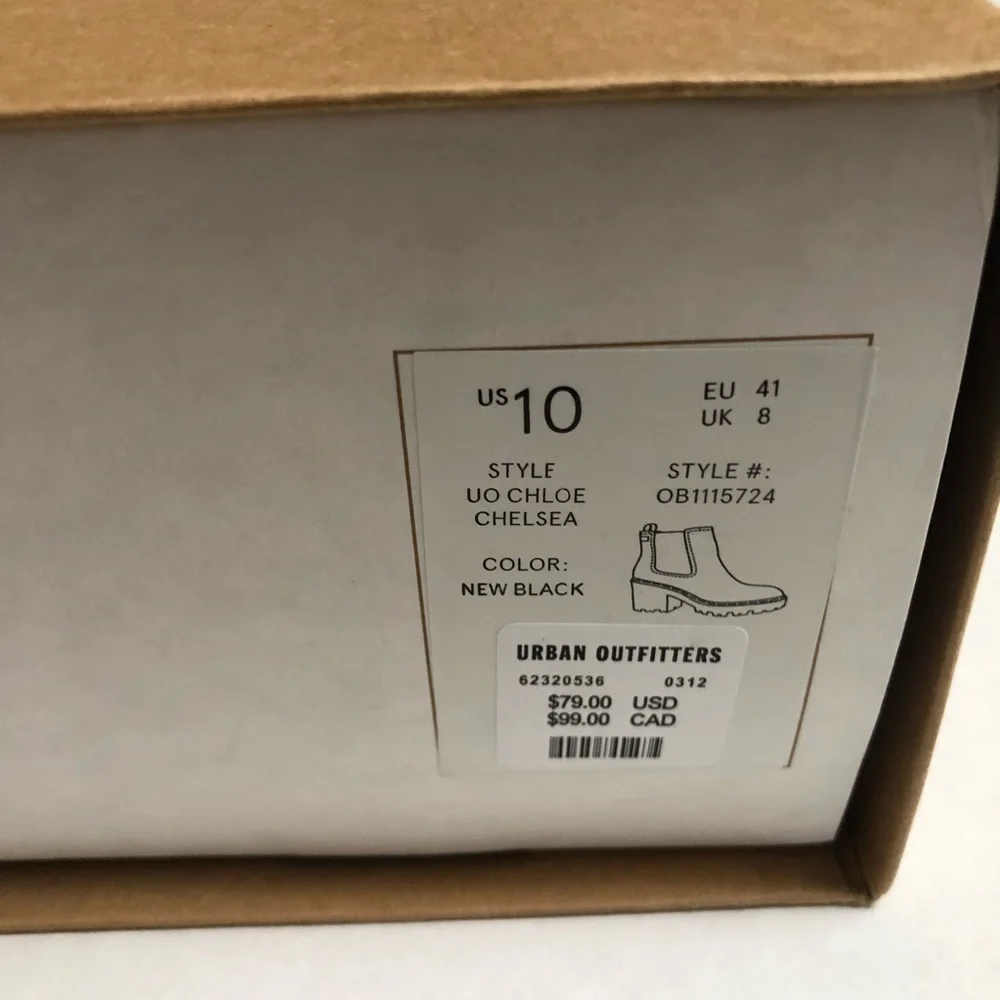 US 10
EU 41
UK 8
STYLE
UO CHLOE
CHELSEA
STYLE #:
OB1115724
COLOR:
NEW BLACK
URBAN OUTFITTERS
62320536 0312
$79.00 USD
$99.00 CAD